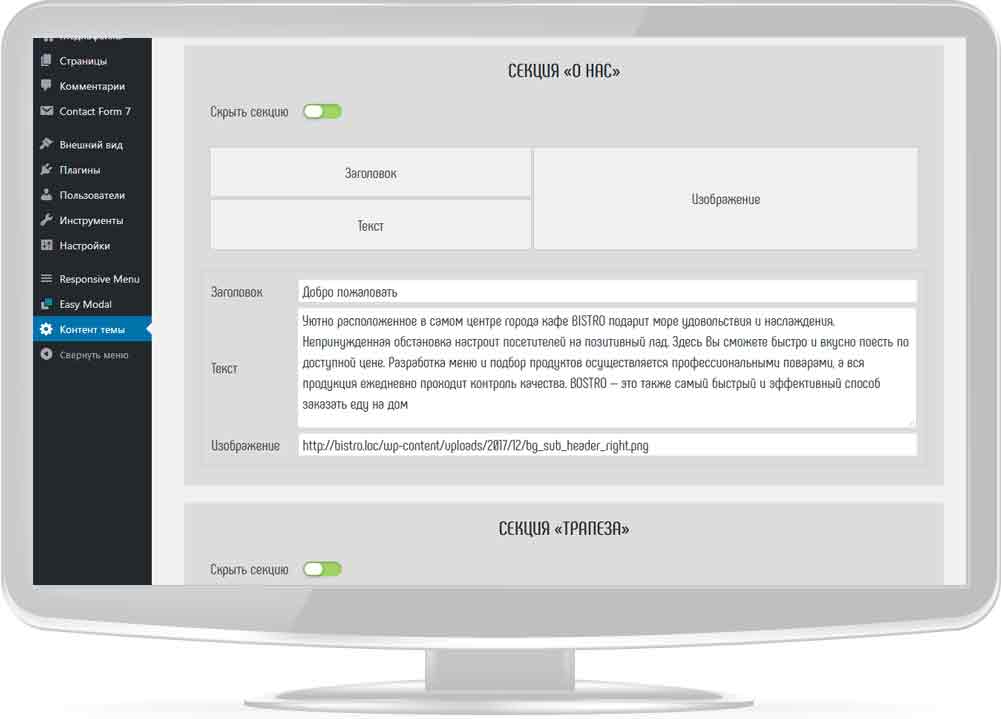 Страницы
Комментарии
Contact Form 7
Внешний вид
Плагины
Пользователи
Инструменты
Настройки
Responsive Menu
Easy Modal
Контент темы
Свернуть меню
СЕКЦИЯ «О НАС»
Скрыть секцию
Заголовок
Текст
Изображение
Заголовок
Добро пожаловать
Текст
Уютно расположенное в самом центре города кафе BISTRO подарит море удовольствия и наслаждения.
Непринужденная обстановка настроит посетителей на позитивный лад. Здесь Вы сможете быстро и вкусно поесть по
доступной цене. Разработка меню и подбор продуктов осуществляется профессиональными поварами, а вся
продукция ежедневно проходит контроль качества. BOSTRO – это также самый быстрый и эффективный способ
заказать еду на дом
Изображение
http://bistro.loc/wp-content/uploads/2017/12/bg_sub_header_right.png
СЕКЦИЯ «ТРАПЕЗА»
Скрыть секцию